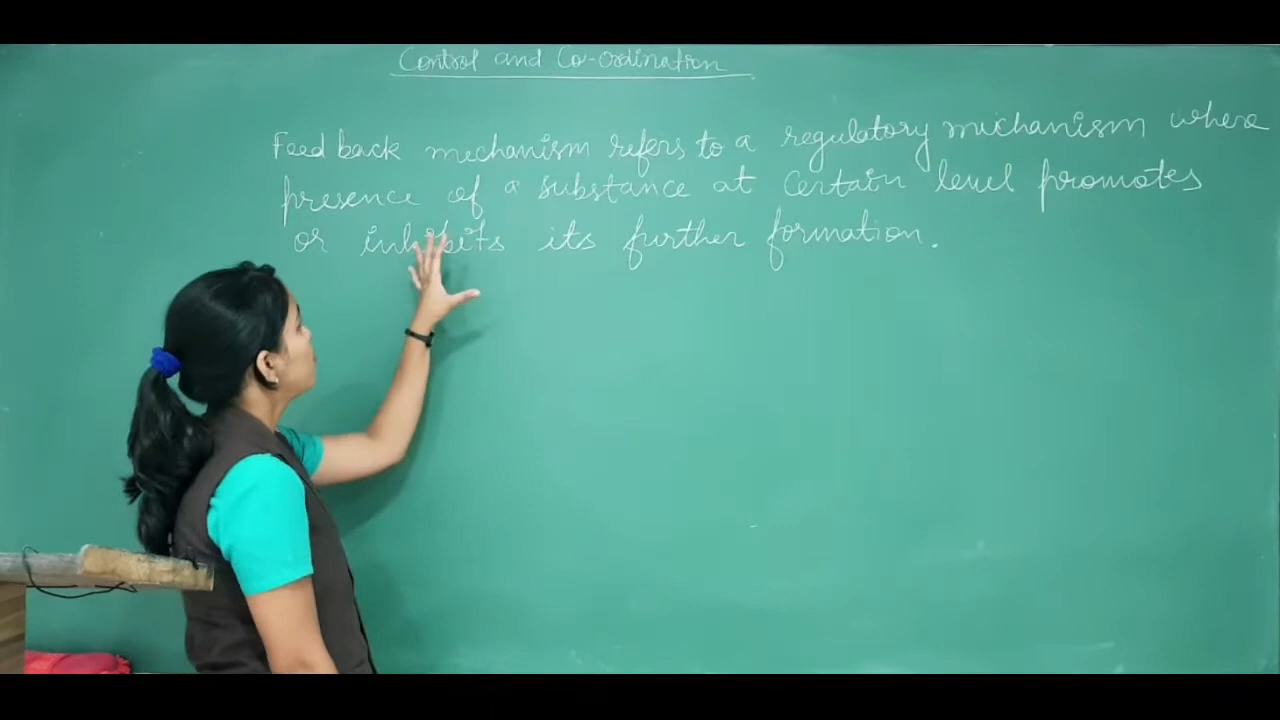 Control and Co-ordination
Feed back mechanism refers to a regulatory michanism where
presence of a substance at certain level promotes
or inhibits its further formation.